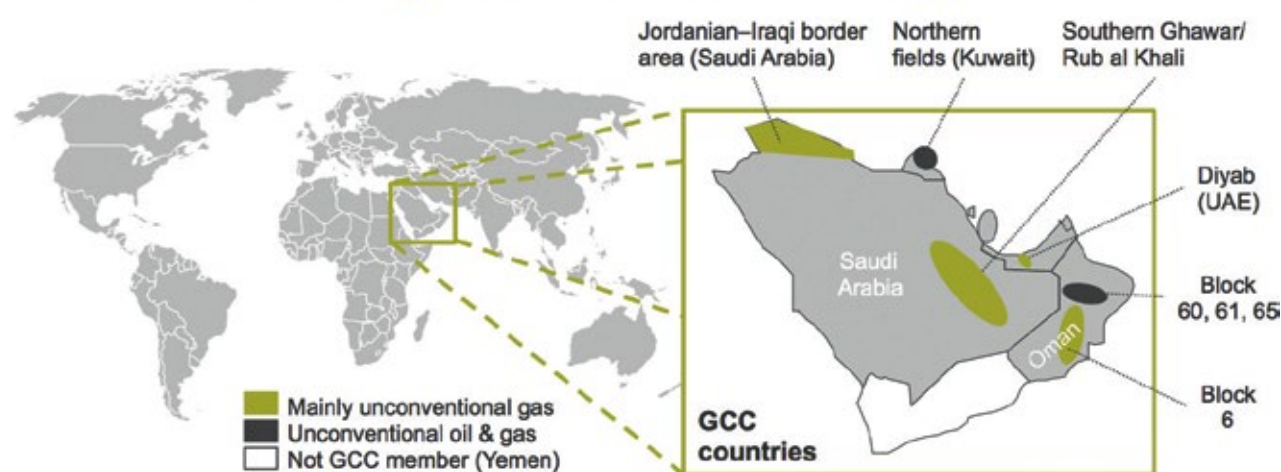 Jordanian–Iraqi border
area (Saudi Arabia)
Northern
fields (Kuwait)
Southern Ghawar/
Rub al Khali
Diyab
(UAE)
Saudi
Arabia
Block
60, 61, 65
Oman
Block
6
GCC
countries
Mainly unconventional gas
Unconventional oil & gas
Not GCC member (Yemen)